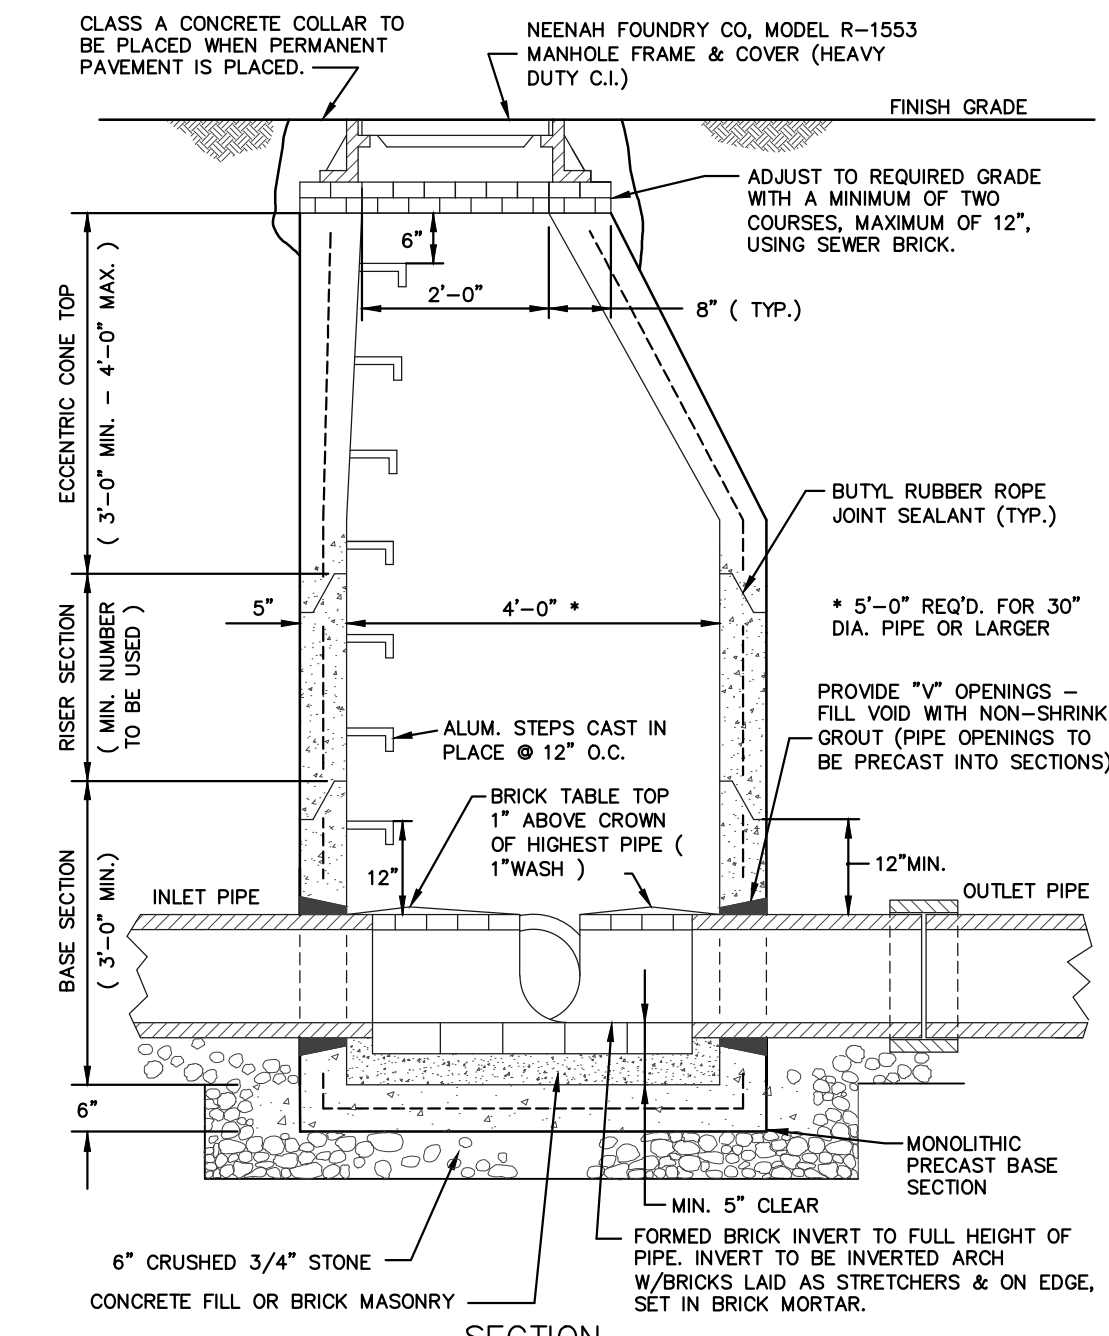 CLASS A CONCRETE COLLAR TO
BE PLACED WHEN PERMANENT
PAVEMENT IS PLACED.
NEENAH FOUNDRY CO, MODEL R-1553
MANHOLE FRAME & COVER (HEAVY
DUTY C.I.)
FINISH GRADE
ADJUST TO REQUIRED GRADE
WITH A MINIMUM OF TWO
COURSES, MAXIMUM OF 12",
USING SEWER BRICK.
6"
2'-0"
8" ( TYP.)
ECCENTRIC CONE TOP
( 3'-0" MIN. - 4'-0" MAX. )
BUTYL RUBBER ROPE
JOINT SEALANT (TYP.)
5"
4'-0" *
* 5'-0" REQ'D. FOR 30"
DIA. PIPE OR LARGER
RISER SECTION
( MIN. NUMBER
TO BE USED )
PROVIDE "V" OPENINGS -
FILL VOID WITH NON-SHRINK
GROUT (PIPE OPENINGS TO
BE PRECAST INTO SECTIONS)
ALUM. STEPS CAST IN
PLACE @ 12" O.C.
BRICK TABLE TOP
1" ABOVE CROWN
OF HIGHEST PIPE (
1"WASH )
12"
12"MIN.
BASE SECTION
( 3'-0" MIN.)
INLET PIPE
OUTLET PIPE
6"
MONOLITHIC
PRECAST BASE
SECTION
MIN. 5" CLEAR
FORMED BRICK INVERT TO FULL HEIGHT OF
PIPE. INVERT TO BE INVERTED ARCH
W/BRICKS LAID AS STRETCHERS & ON EDGE,
SET IN BRICK MORTAR.
6" CRUSHED 3/4" STONE
CONCRETE FILL OR BRICK MASONRY
SECTION